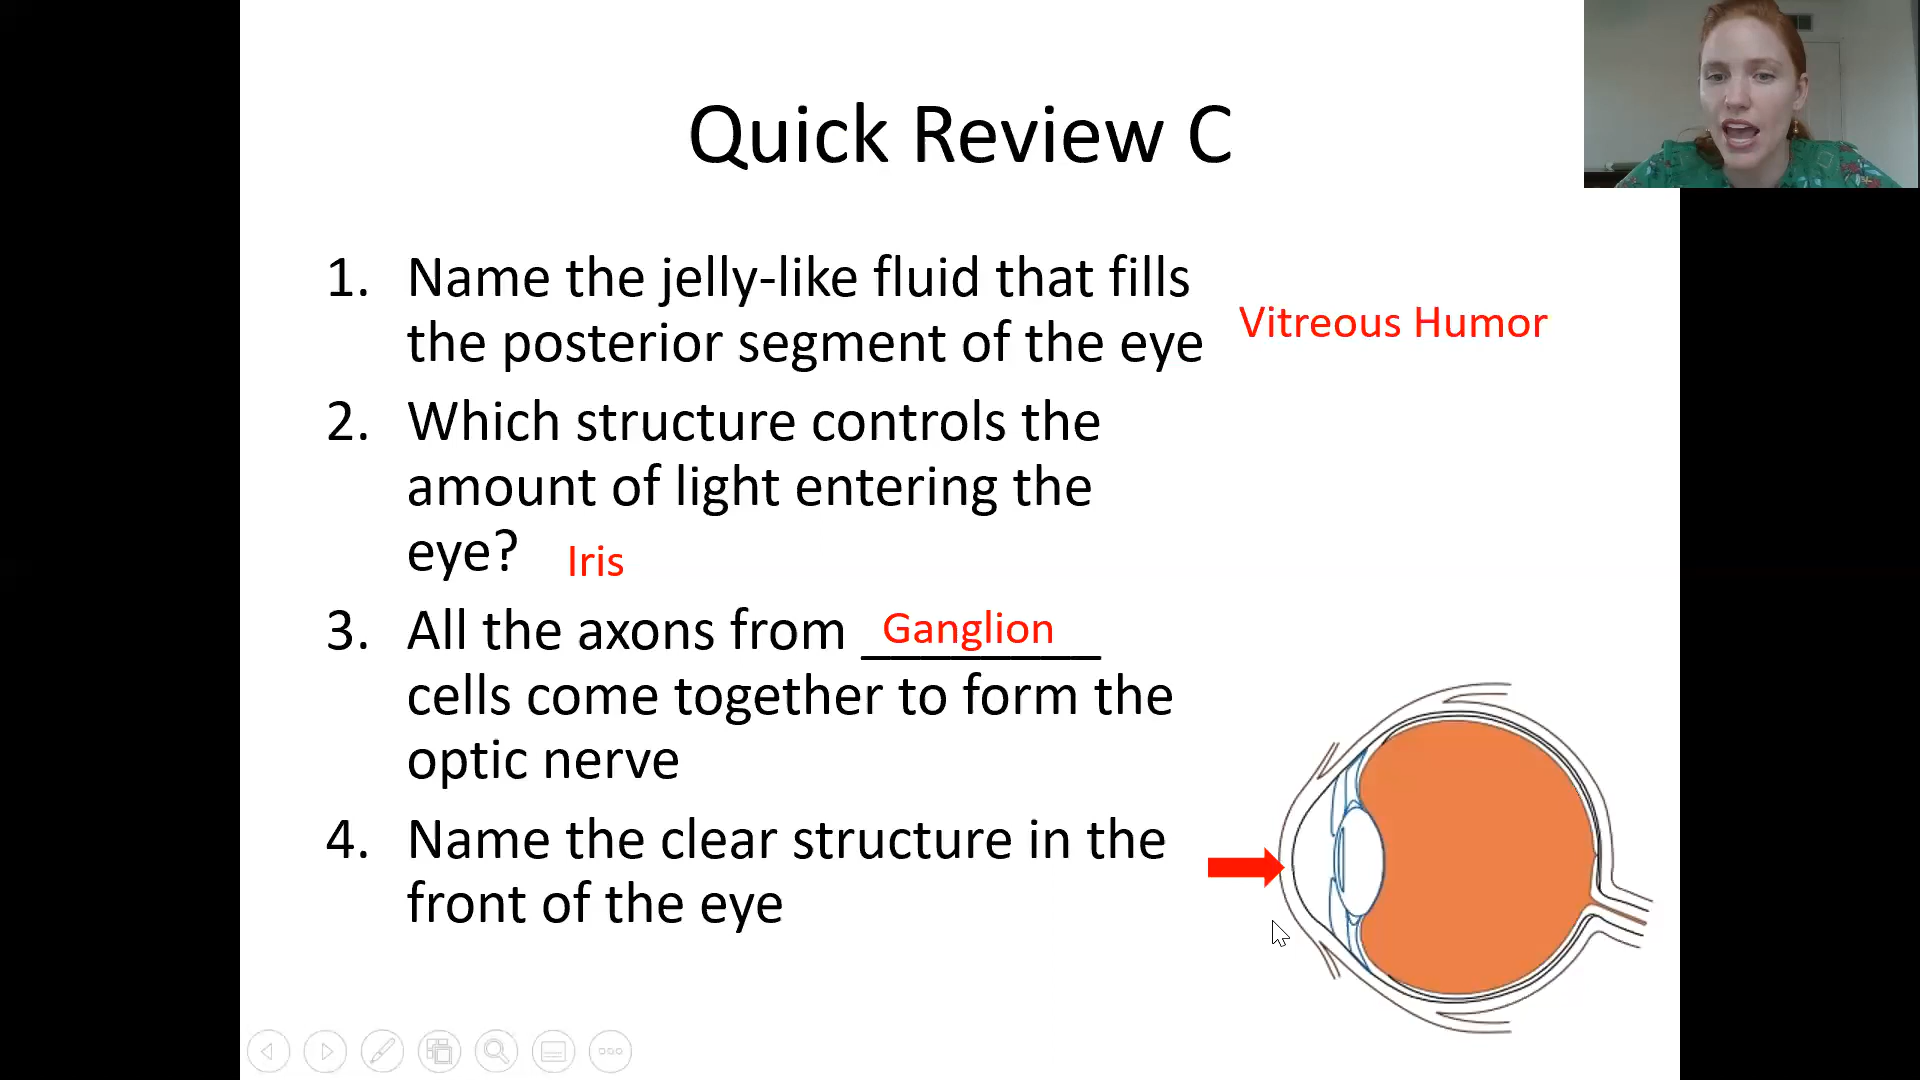 Quick Review C
1. Name the jelly-like fluid that fills
the posterior segment of the eye
Vitreous Humor
2. Which structure controls the
amount of light entering the
eye? Iris
3. All the axons from ________ Ganglion
cells come together to form the
optic nerve
4. Name the clear structure in the
front of the eye